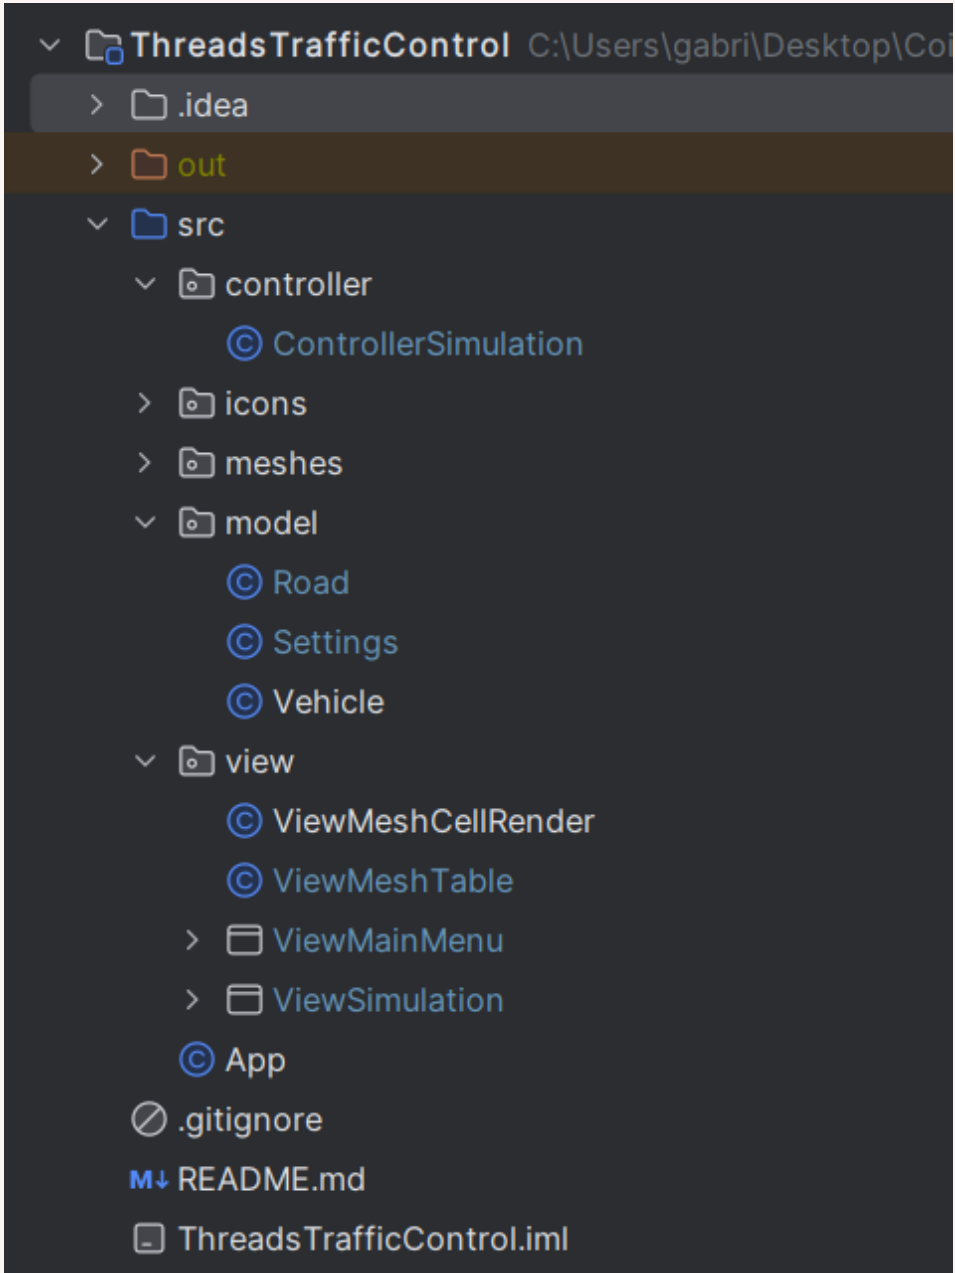 ThreadsTrafficControl C:\Users\gabri\Desktop\Coi
.idea
out
src
controller
ControllerSimulation
icons
meshes
model
Road
Settings
Vehicle
view
ViewMeshCellRender
ViewMeshTable
ViewMainMenu
ViewSimulation
App
.gitignore
README.md
ThreadsTrafficControl.iml